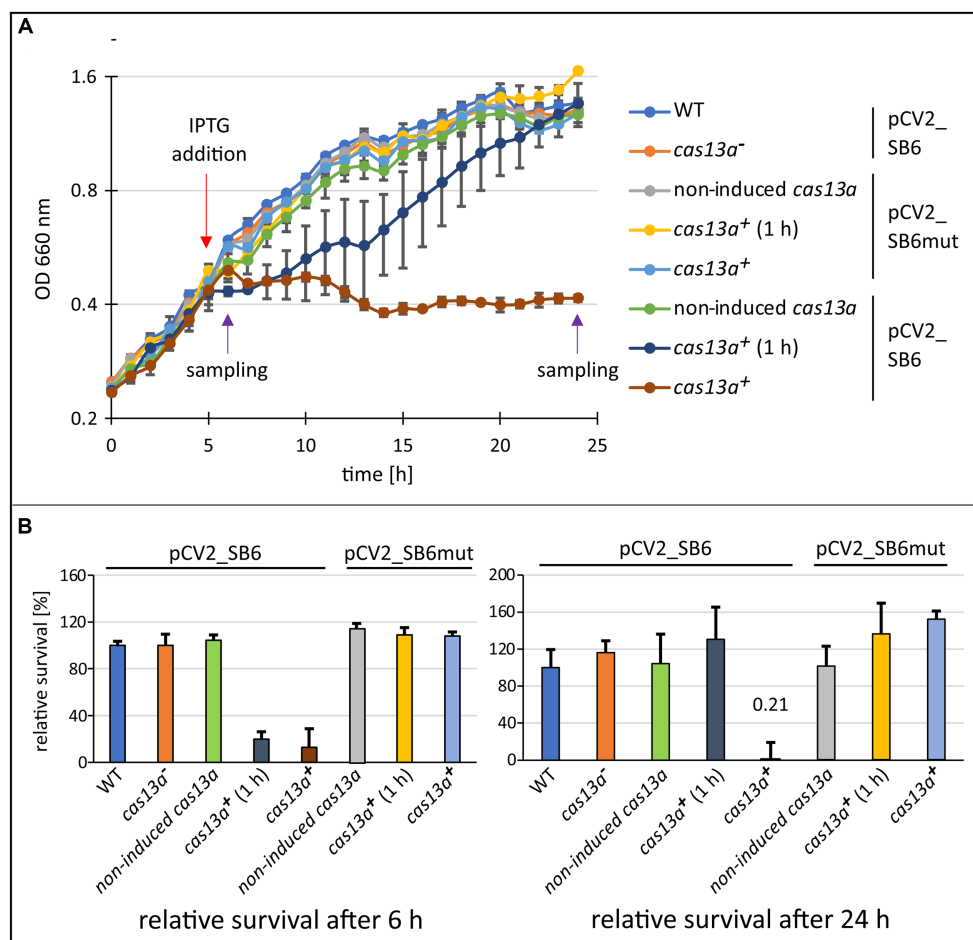 A
-
1.6
0.8
0.4
0.2
OD 660 nm
0 5 10 15 20 25
time [h]
IPTG
addition
sampling
sampling
WT
cas13a-
non-induced cas13a
cas13a+ (1 h)
cas13a+
non-induced cas13a
cas13a+ (1 h)
cas13a+
pCV2_
SB6
pCV2_
SB6mut
pCV2_
SB6
B
pCV2_SB6 pCV2_SB6mut
relative survival [%]
160
120
80
40
0
WT
cas13a-
non-induced cas13a
cas13a+ (1 h)
cas13a+
non-induced cas13a
cas13a+ (1 h)
cas13a+
relative survival after 6 h
pCV2_SB6 pCV2_SB6mut
200
160
120
80
40
0
0.21
WT
cas13a-
non-induced cas13a
cas13a+ (1 h)
cas13a+
non-induced cas13a
cas13a+ (1 h)
cas13a+
relative survival after 24 h